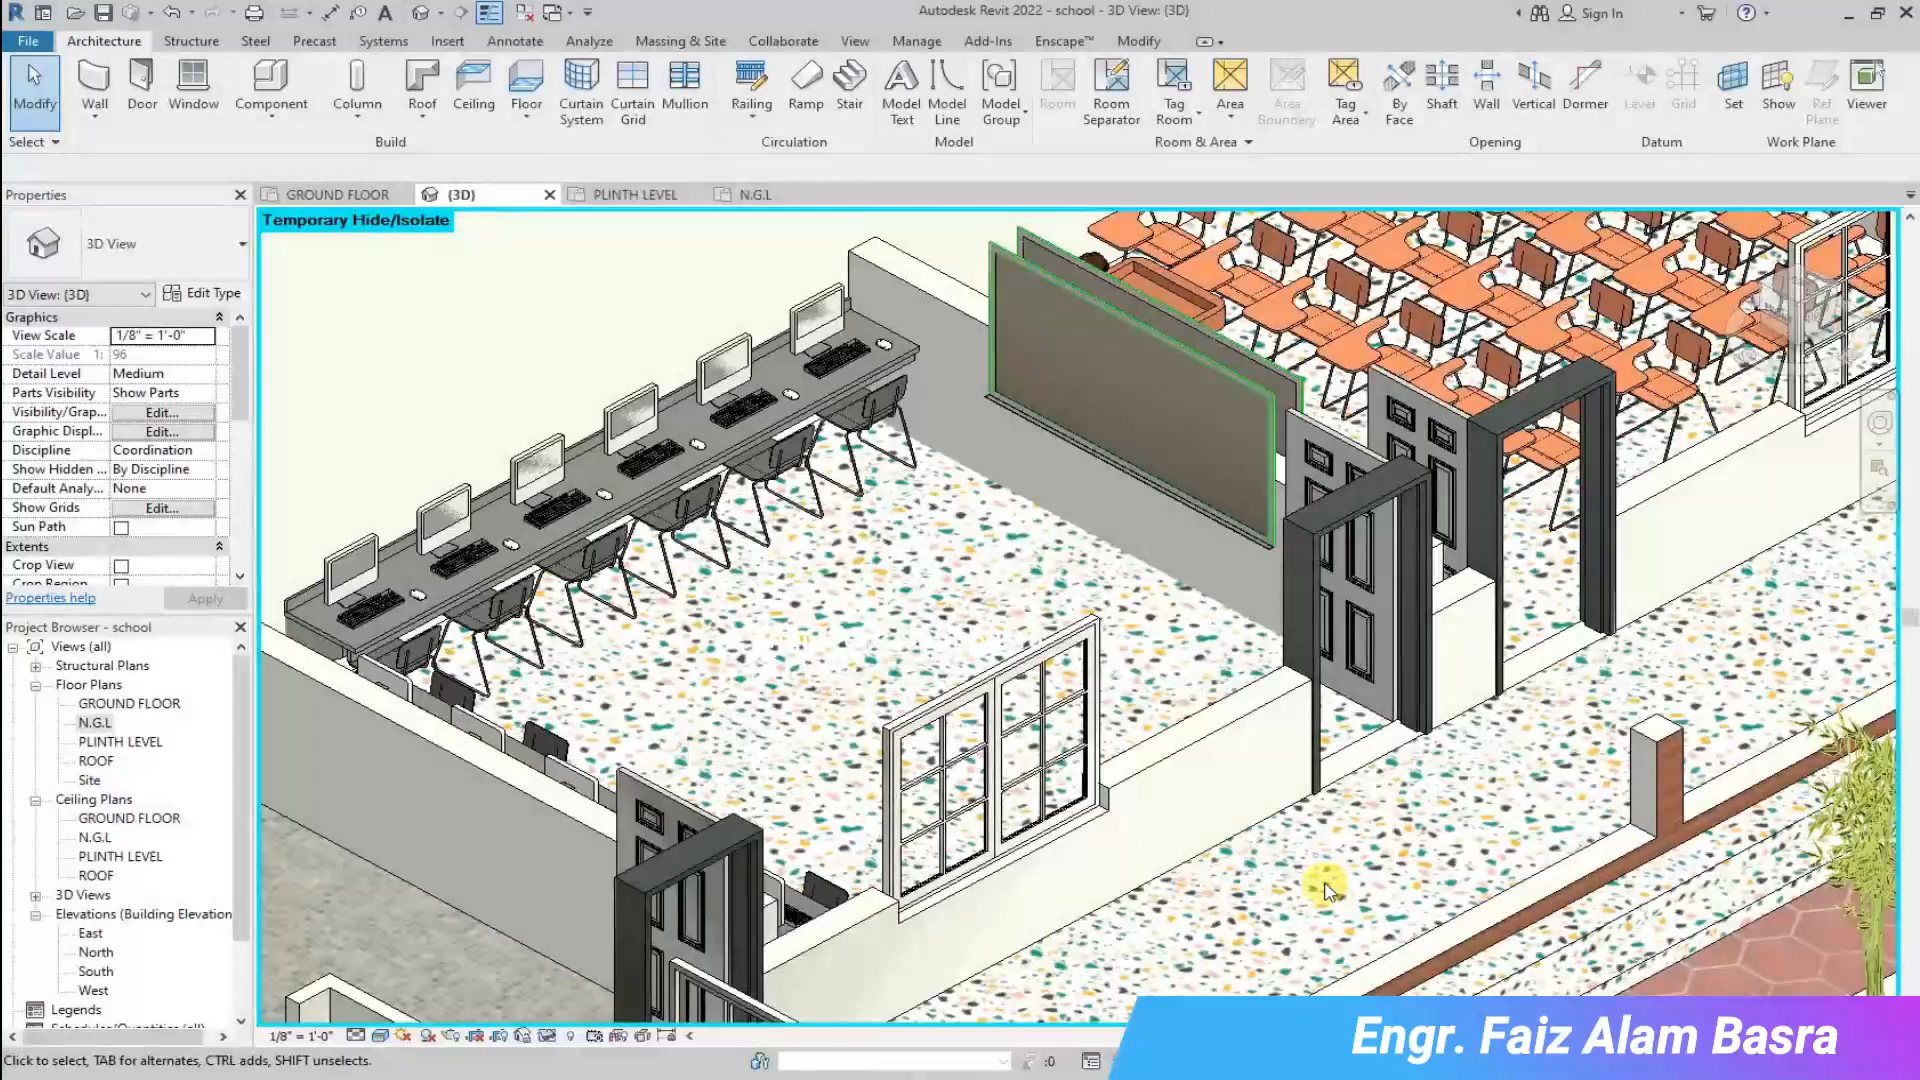 Autodesk Revit 2022 - school - 3D View: {3D}
Sign In
File Architecture Structure Steel Precast Systems Insert Annotate Analyze Massing & Site Collaborate View Manage Add-Ins Enscape™ Modify
Modify Wall Door Window Component Column Roof Ceiling Floor Curtain System Curtain Grid Mullion Railing Ramp Stair Model Text Model Line Model Group Room Room Separator Tag Room Area Area Boundary Tag Area By Face Shaft Wall Vertical Dormer Level Grid Set Show Ref Plane Viewer
Select Build Circulation Model Room & Area Opening Datum Work Plane
Properties
GROUND FLOOR {3D} PLINTH LEVEL N.G.L
Temporary Hide/Isolate
3D View
3D View: {3D} Edit Type
Graphics
View Scale 1/8" = 1'-0"
Scale Value 1: 96
Detail Level Medium
Parts Visibility Show Parts
Visibility/Grap... Edit...
Graphic Displ... Edit...
Discipline Coordination
Show Hidden ... By Discipline
Default Analy... None
Show Grids Edit...
Sun Path
Extents
Crop View
Crop Region
Properties help Apply
Project Browser - school
Views (all)
Structural Plans
Floor Plans
GROUND FLOOR
N.G.L
PLINTH LEVEL
ROOF
Site
Ceiling Plans
GROUND FLOOR
N.G.L
PLINTH LEVEL
ROOF
3D Views
Elevations (Building Elevation
East
North
South
West
Legends
Schedules/Quantities (all)
1/8" = 1'-0"
Click to select, TAB for alternates, CTRL adds, SHIFT unselects.
:0
Engr. Faiz Alam Basra